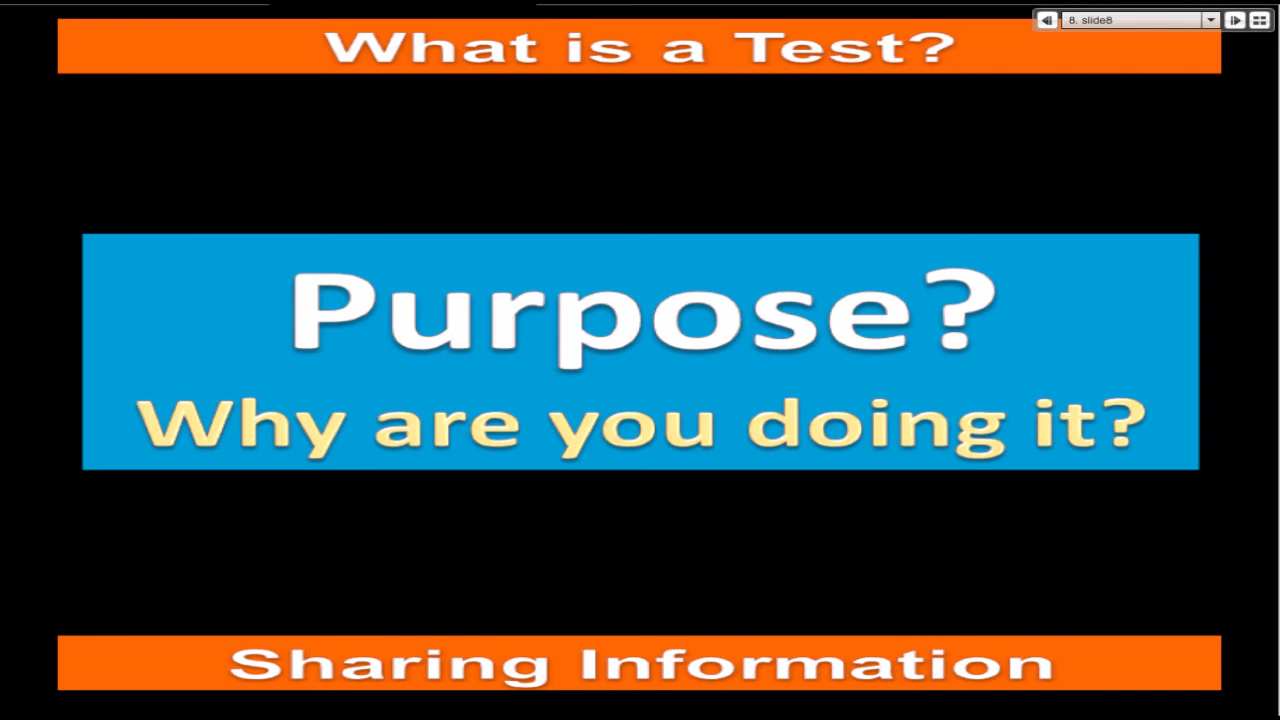 8. slide8
What is a Test?
Purpose?
Why are you doing it?
Sharing Information